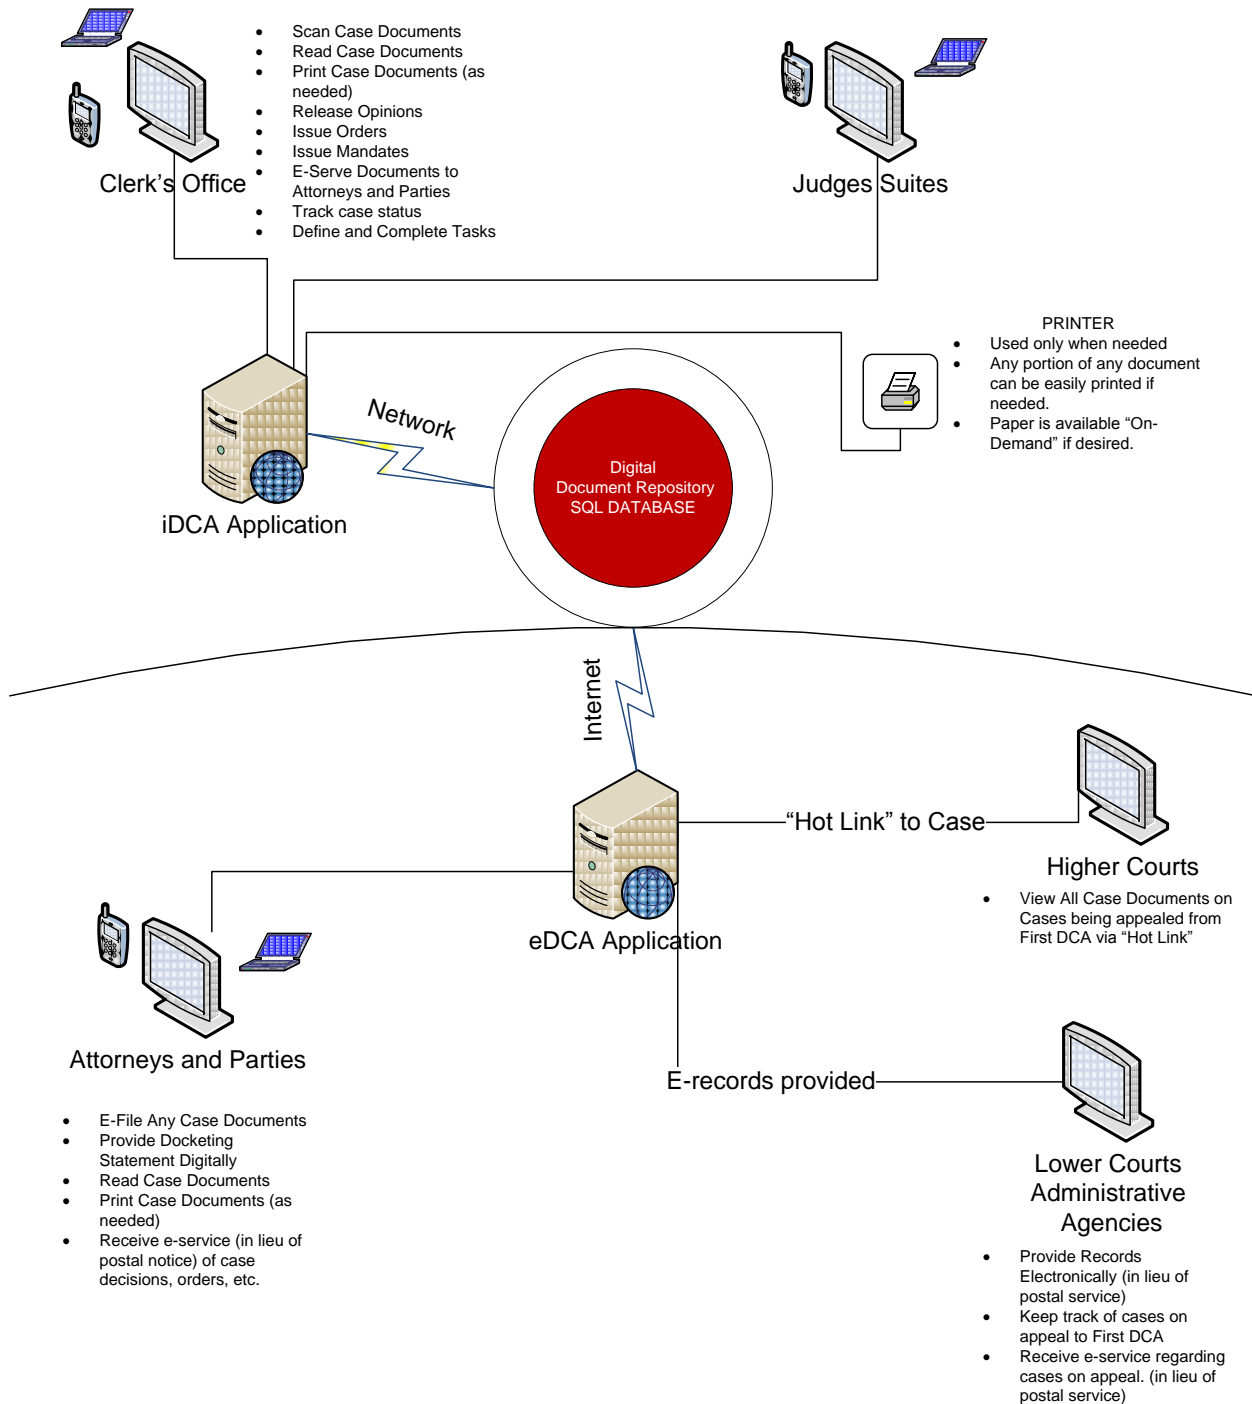 Scan Case Documents
Read Case Documents
Print Case Documents (as
needed)
Release Opinions
Issue Orders
Issue Mandates
E-Serve Documents to
Attorneys and Parties
Track case status
Define and Complete Tasks
Clerk's Office
Judges Suites
PRINTER
Used only when needed
Any portion of any document
can be easily printed if
needed.
Paper is available “On-
Demand” if desired.
Network
iDCA Application
Digital
Document Repository
SQL DATABASE
Internet
“Hot Link” to Case
Higher Courts
View All Case Documents on
Cases being appealed from
First DCA via “Hot Link”
eDCA Application
Attorneys and Parties
E-File Any Case Documents
Provide Docketing
Statement Digitally
Read Case Documents
Print Case Documents (as
needed)
Receive e-service (in lieu of
postal notice) of case
decisions, orders, etc.
E-records provided
Lower Courts
Administrative
Agencies
Provide Records
Electronically (in lieu of
postal service)
Keep track of cases on
appeal to First DCA
Receive e-service regarding
cases on appeal. (in lieu of
postal service)